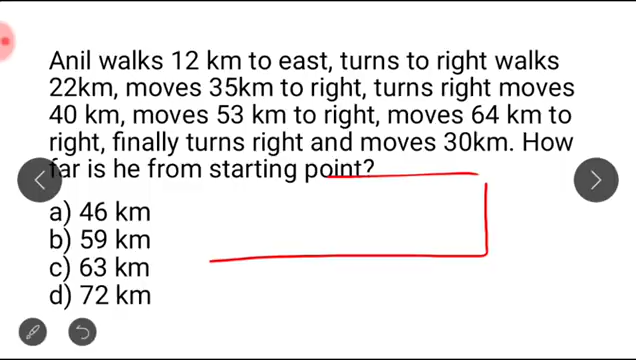 Anil walks 12 km to east, turns to right walks
22km, moves 35km to right, turns right moves
40 km, moves 53 km to right, moves 64 km to
right, finally turns right and moves 30km. How
far is he from starting point?
a) 46 km
b) 59 km
c) 63 km
d) 72 km